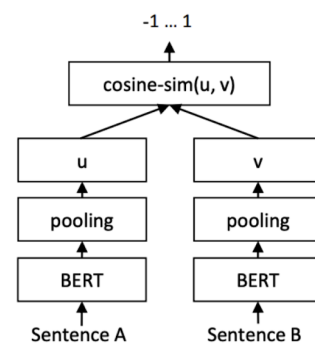 -1 … 1
cosine-sim(u, v)
u v
pooling pooling
BERT BERT
Sentence A Sentence B